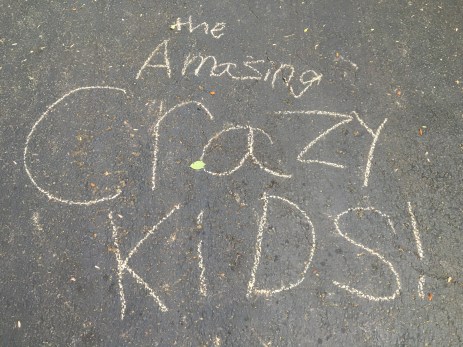 the
Amasing
Crazy
KIDS!